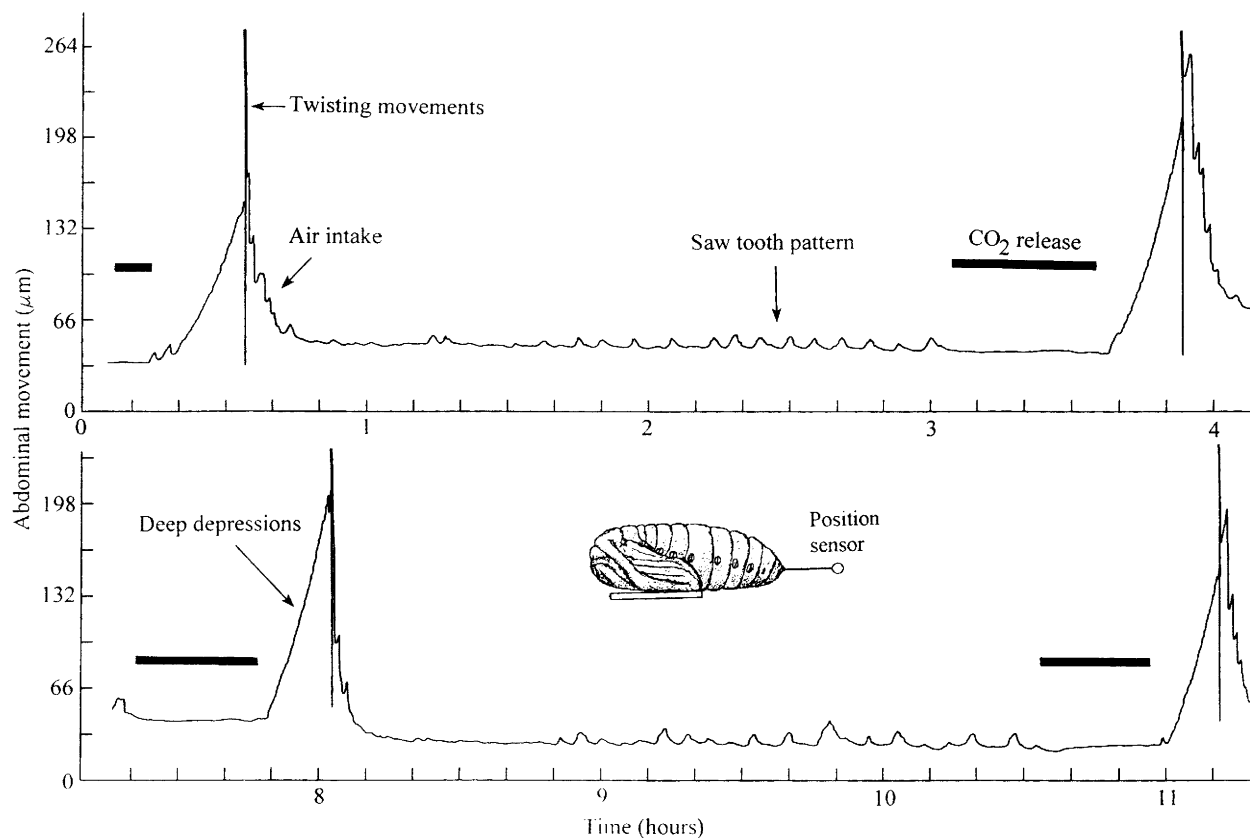 264
198
132
66
0
Twisting movements
Air intake
Saw tooth pattern
CO2 release
0
1
2
3
4
Abdominal movement (μm)
198
132
66
0
Deep depressions
Position
sensor
8
9
10
11
Time (hours)